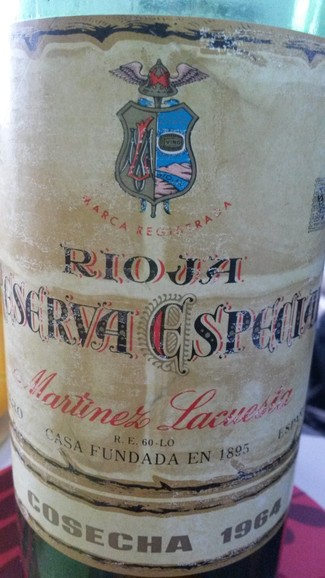 MARCA REGISTRADA
RIOJA
ESERVA ESPECIA
Martinez Lacuesta
R.E. 60-LO
CASA FUNDADA EN 1895
COSECHA 1964